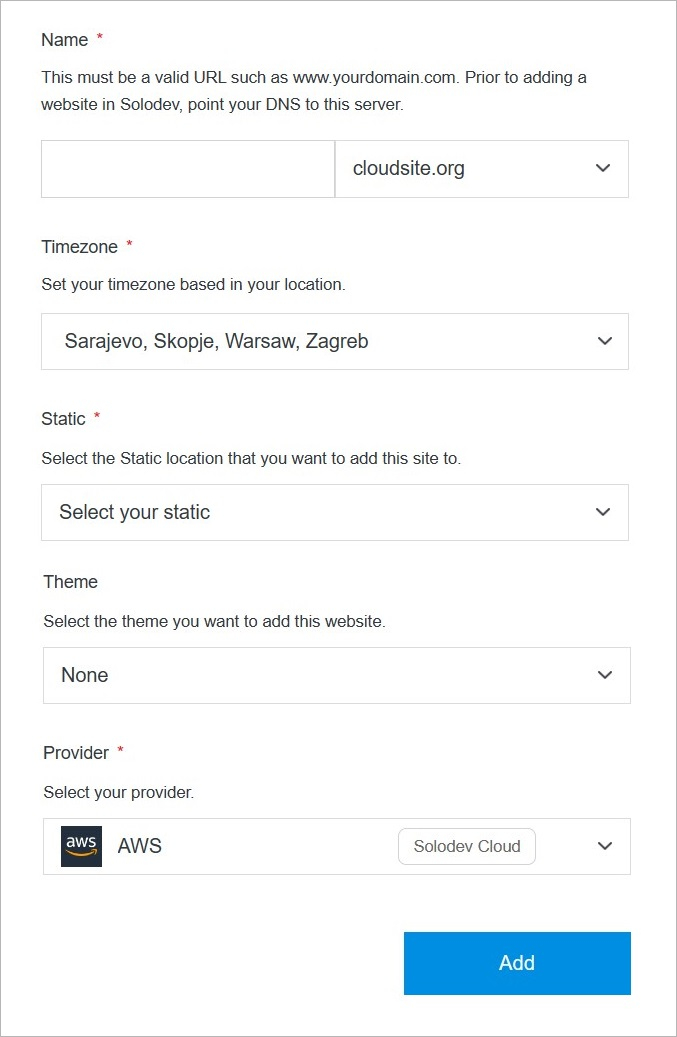 Name *
This must be a valid URL such as www.yourdomain.com. Prior to adding a
website in Solodev, point your DNS to this server.
cloudsite.org
Timezone *
Set your timezone based in your location.
Sarajevo, Skopje, Warsaw, Zagreb
Static *
Select the Static location that you want to add this site to.
Select your static
Theme
Select the theme you want to add this website.
None
Provider *
Select your provider.
aws AWS Solodev Cloud
Add